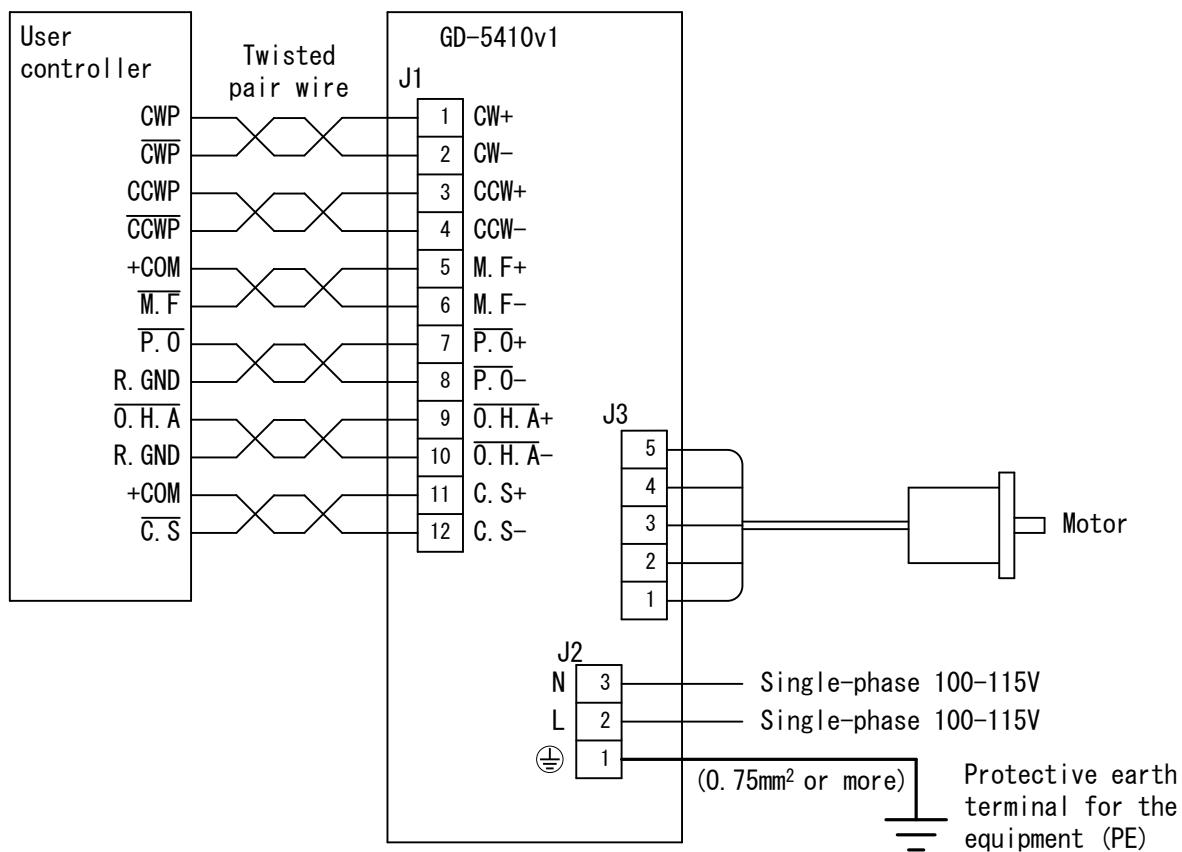 User
controller
Twisted
pair wire
GD-5410v1
J1
CWP 1 CW+
C̅W̅P̅ 2 CW-
CCWP 3 CCW+
C̅C̅W̅P̅ 4 CCW-
+COM 5 M.F+
M̅.̅F̅ 6 M.F-
P̅.̅O̅ 7 P̅.̅O̅+
R.GND 8 P̅.̅O̅-
O̅.̅H̅.̅A̅ 9 O̅.̅H̅.̅A̅+
R.GND 10 O̅.̅H̅.̅A̅-
+COM 11 C.S+
C̅.̅S̅ 12 C.S-
J3
5
4
3
2
1
Motor
J2
N 3 Single-phase 100-115V
L 2 Single-phase 100-115V
1
(0.75mm² or more)
Protective earth
terminal for the
equipment (PE)